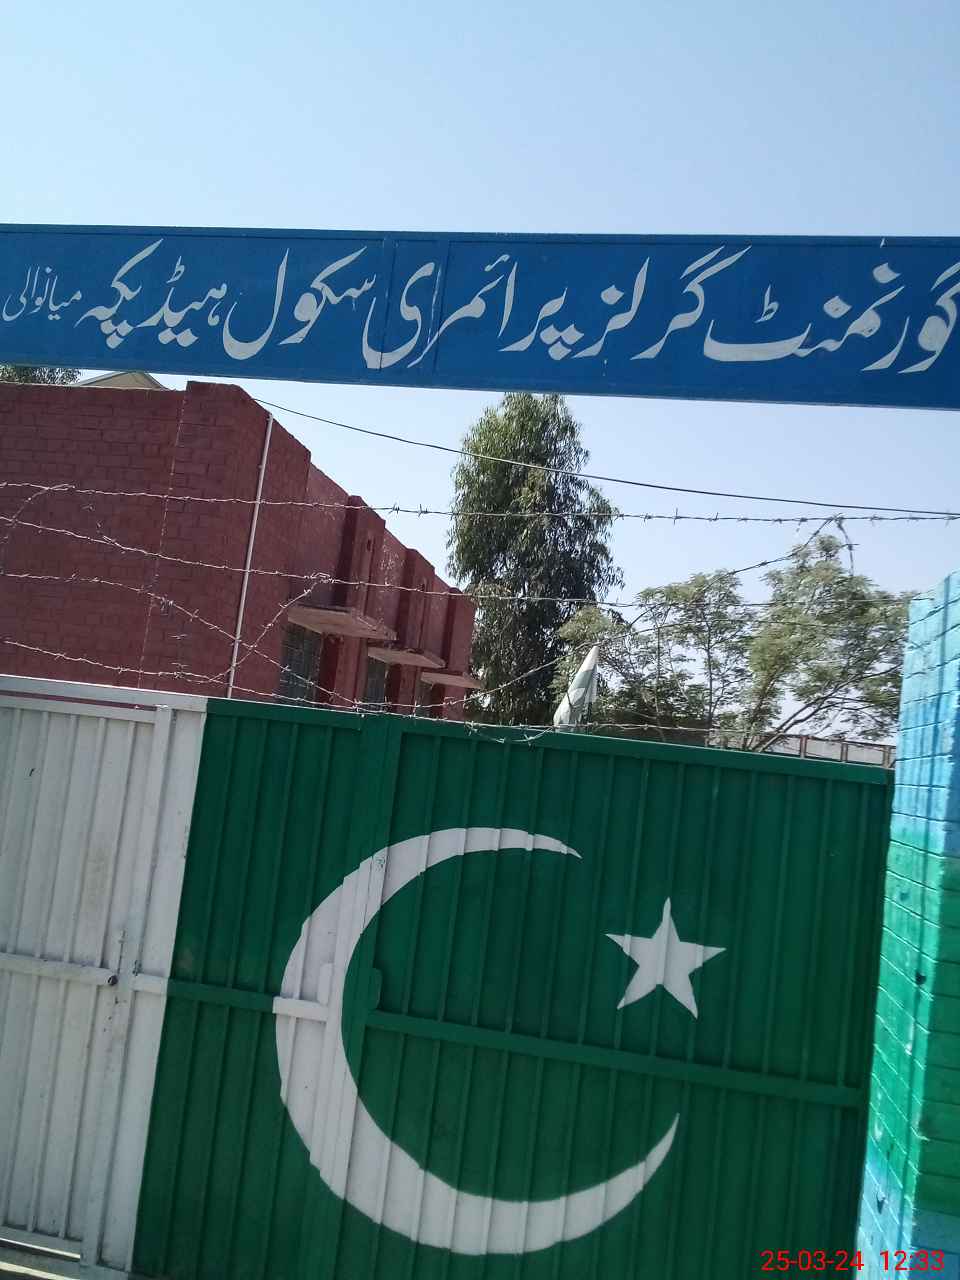 گورنمنٹ گرلز پرائمری سکول ہیڈ پکہ میانوالی
25-03-24 12:33